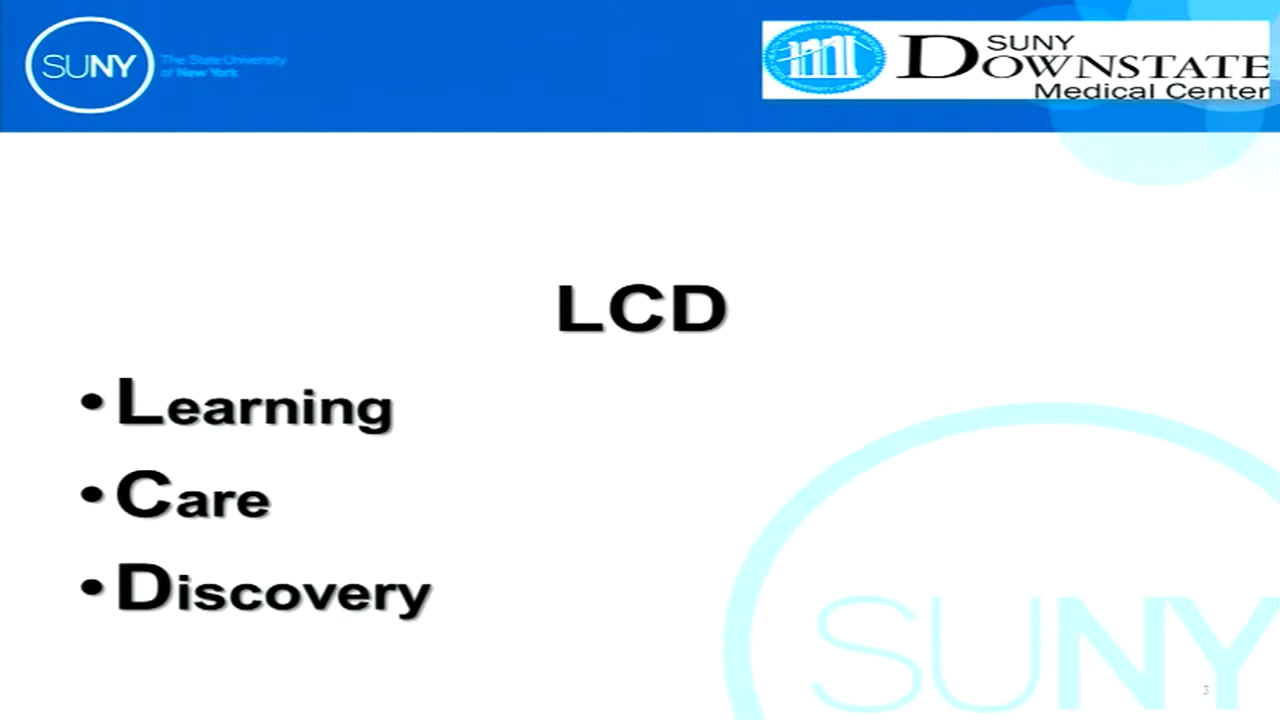 SUNY
The State University
of New York
SUNY
DOWNSTATE
Medical Center
LCD
• Learning
• Care
• Discovery
SUNY
3